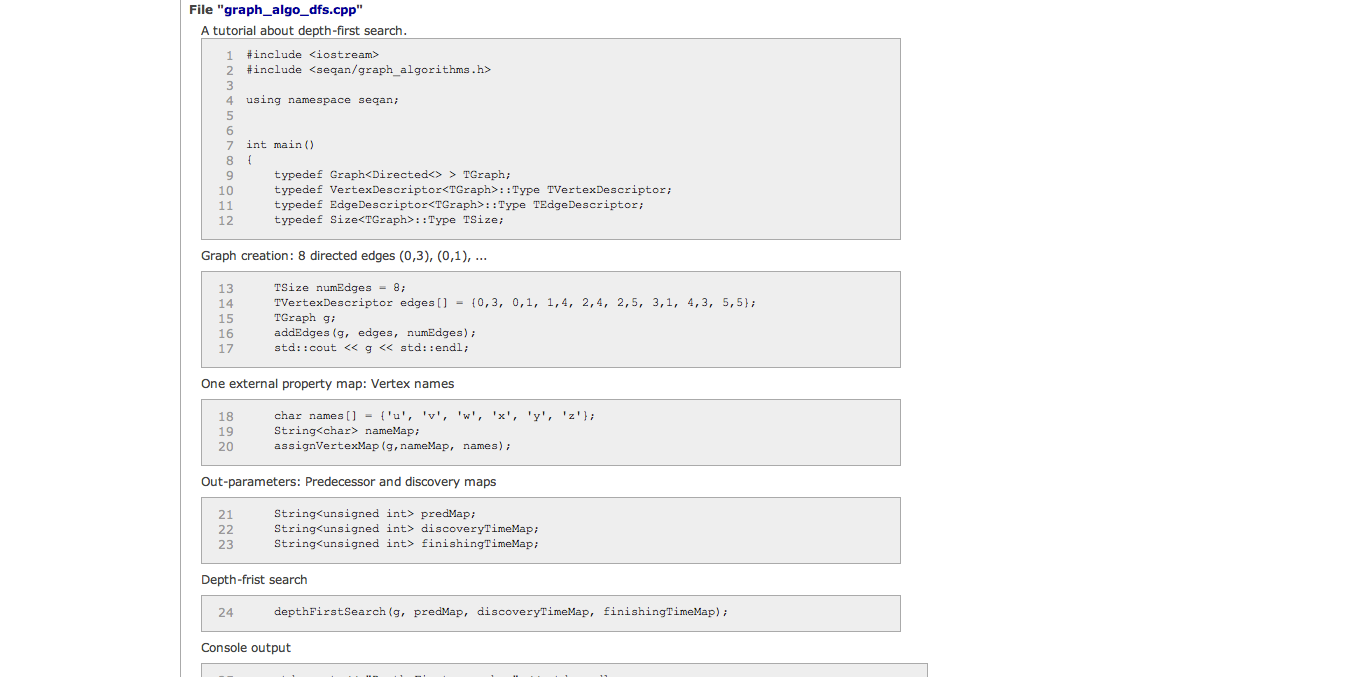 File "graph_algo_dfs.cpp"
A tutorial about depth-first search.
1 #include <iostream>
2 #include <seqan/graph_algorithms.h>
3
4 using namespace seqan;
5
6
7 int main()
8 {
9     typedef Graph<Directed<> > TGraph;
10     typedef VertexDescriptor<TGraph>::Type TVertexDescriptor;
11     typedef EdgeDescriptor<TGraph>::Type TEdgeDescriptor;
12     typedef Size<TGraph>::Type TSize;
Graph creation: 8 directed edges (0,3), (0,1), ...
13     TSize numEdges = 8;
14     TVertexDescriptor edges[] = {0,3, 0,1, 1,4, 2,4, 2,5, 3,1, 4,3, 5,5};
15     TGraph g;
16     addEdges(g, edges, numEdges);
17     std::cout << g << std::endl;
One external property map: Vertex names
18     char names[] = {'u', 'v', 'w', 'x', 'y', 'z'};
19     String<char> nameMap;
20     assignVertexMap(g,nameMap, names);
Out-parameters: Predecessor and discovery maps
21     String<unsigned int> predMap;
22     String<unsigned int> discoveryTimeMap;
23     String<unsigned int> finishingTimeMap;
Depth-frist search
24     depthFirstSearch(g, predMap, discoveryTimeMap, finishingTimeMap);
Console output